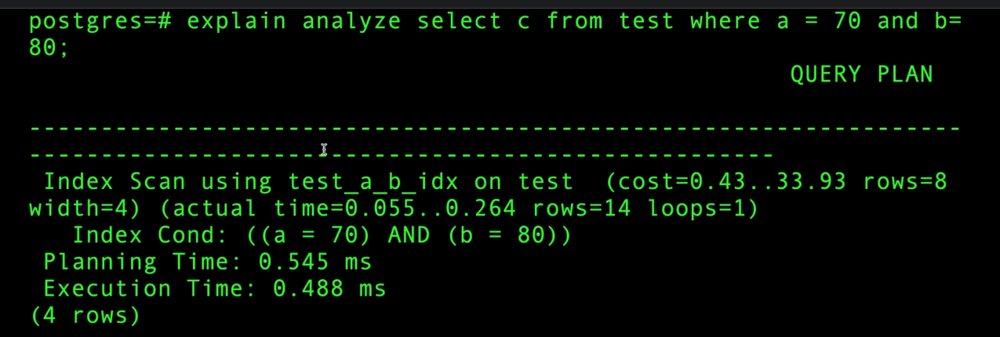 postgres=# explain analyze select c from test where a = 70 and b=
80;
QUERY PLAN
-----------------------------------------------------------------
----------------------------------------------------
Index Scan using test_a_b_idx on test  (cost=0.43..33.93 rows=8
width=4) (actual time=0.055..0.264 rows=14 loops=1)
Index Cond: ((a = 70) AND (b = 80))
Planning Time: 0.545 ms
Execution Time: 0.488 ms
(4 rows)